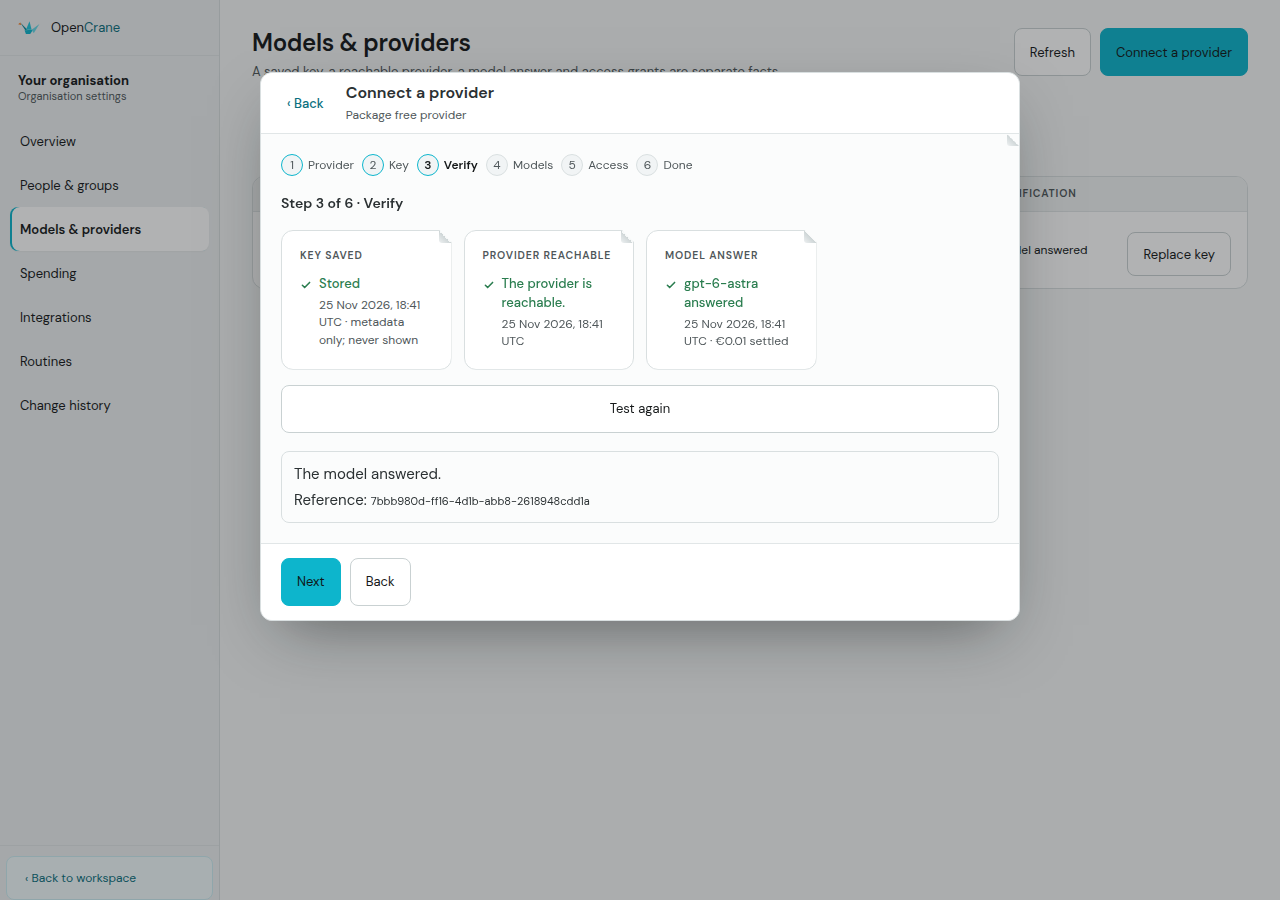 OpenCrane
Your organisation
Organisation settings
Overview
People & groups
Models & providers
Spending
Integrations
Routines
Change history
‹ Back to workspace
Models & providers
A saved key, a reachable provider, a model answer and access grants are separate facts.
Refresh
Connect a provider
Replace key
‹ Back
Connect a provider
Package free provider
1 Provider 2 Key 3 Verify 4 Models 5 Access 6 Done
Step 3 of 6 · Verify
KEY SAVED
Stored
25 Nov 2026, 18:41
UTC · metadata
only; never shown
PROVIDER REACHABLE
The provider is
reachable.
25 Nov 2026, 18:41
UTC
MODEL ANSWER
gpt-6-astra
answered
25 Nov 2026, 18:41
UTC · €0.01 settled
Test again
The model answered.
Reference: 7bbb980d-ff16-4d1b-abb8-2618948cdd1a
Next
Back
answered